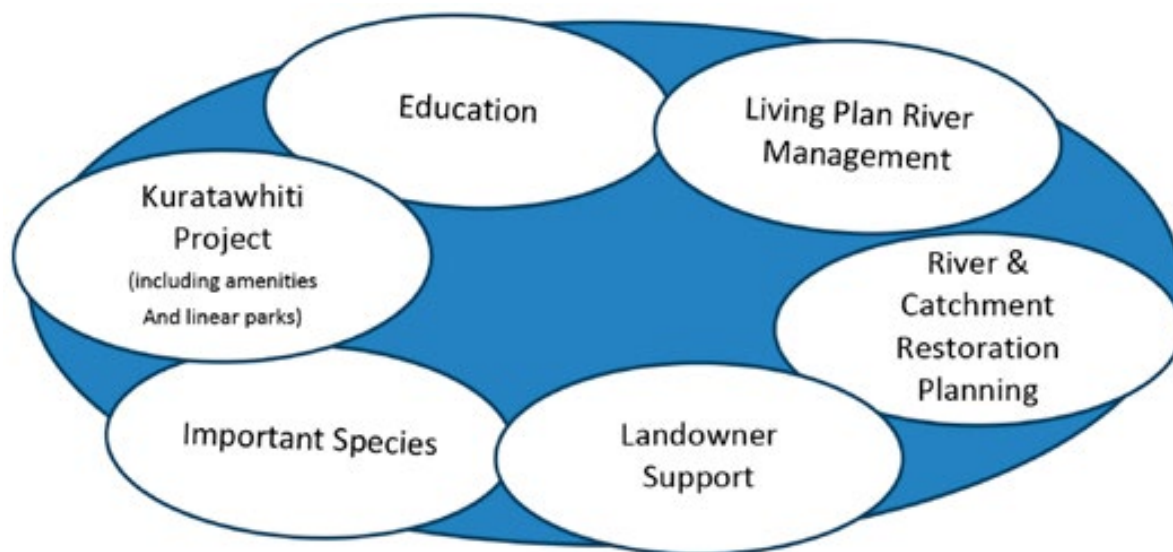 Education
Living Plan River
Management
Kuratawhiti
Project
(including amenities
And linear parks)
River &
Catchment
Restoration
Planning
Important Species
Landowner
Support